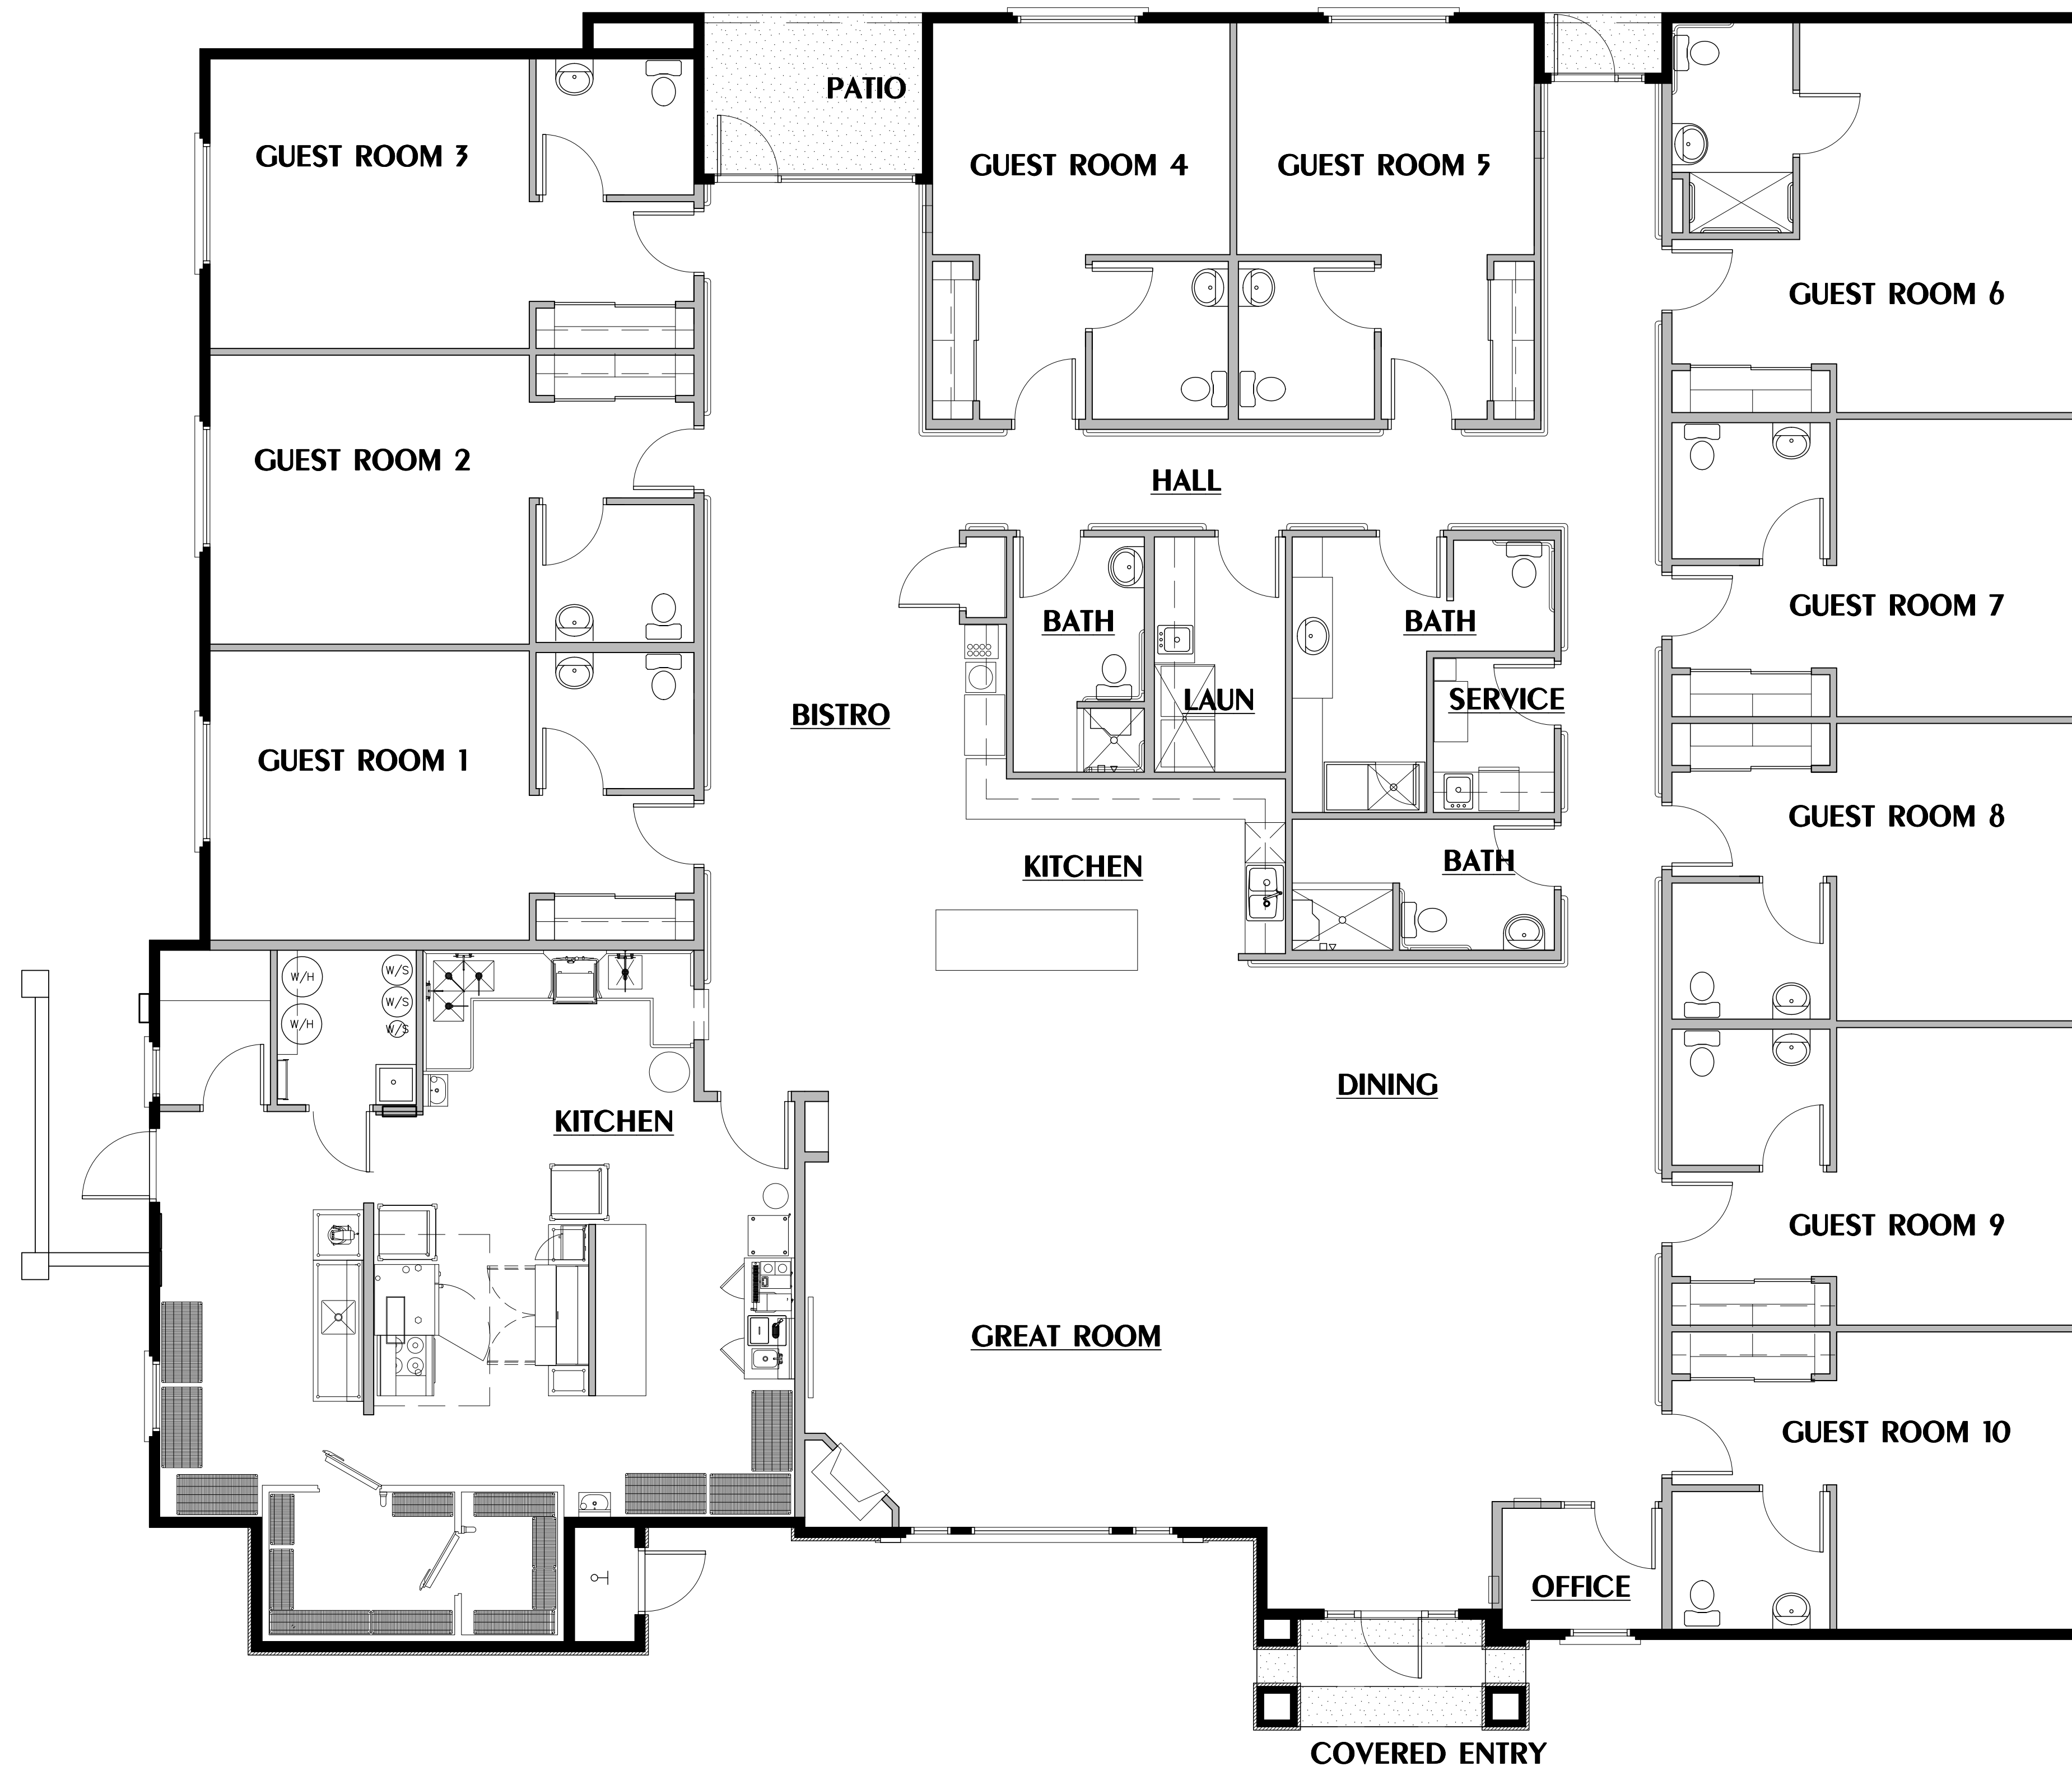 PATIO
GUEST ROOM 3
GUEST ROOM 4
GUEST ROOM 5
GUEST ROOM 6
GUEST ROOM 2
HALL
GUEST ROOM 7
BATH
BATH
LAUN
SERVICE
BISTRO
GUEST ROOM 1
GUEST ROOM 8
KITCHEN
BATH
W/H
W/S
W/S
W/H
W/S
DINING
KITCHEN
GUEST ROOM 9
GREAT ROOM
GUEST ROOM 10
OFFICE
COVERED ENTRY